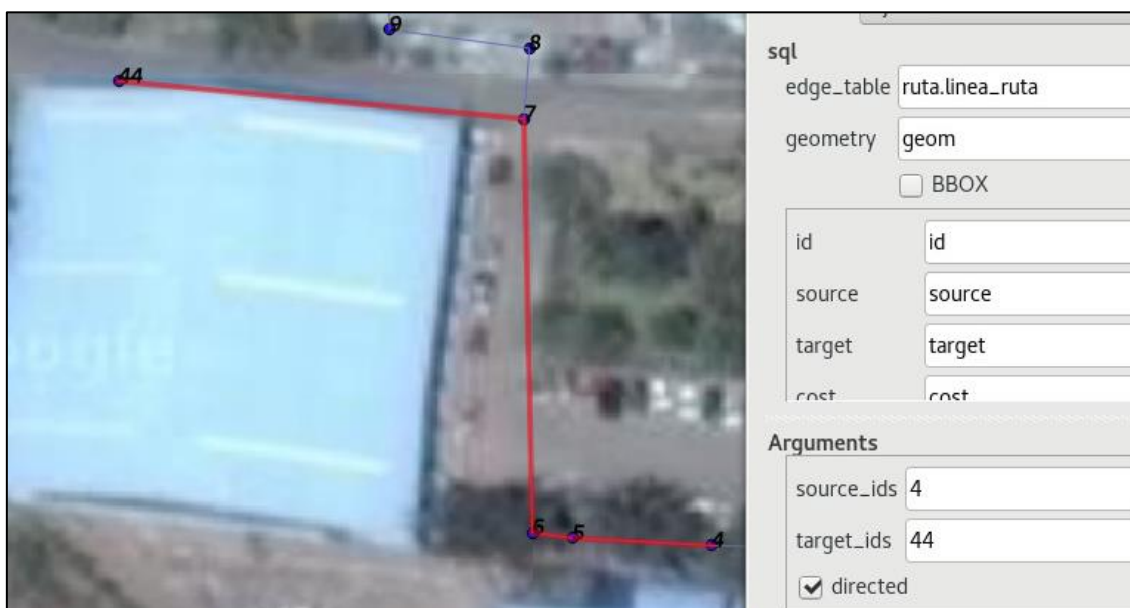 9
8
44
7
6
5
4
sql
edge_table ruta.linea_ruta
geometry geom
BBOX
id id
source source
target target
cost cost
Arguments
source_ids 4
target_ids 44
directed